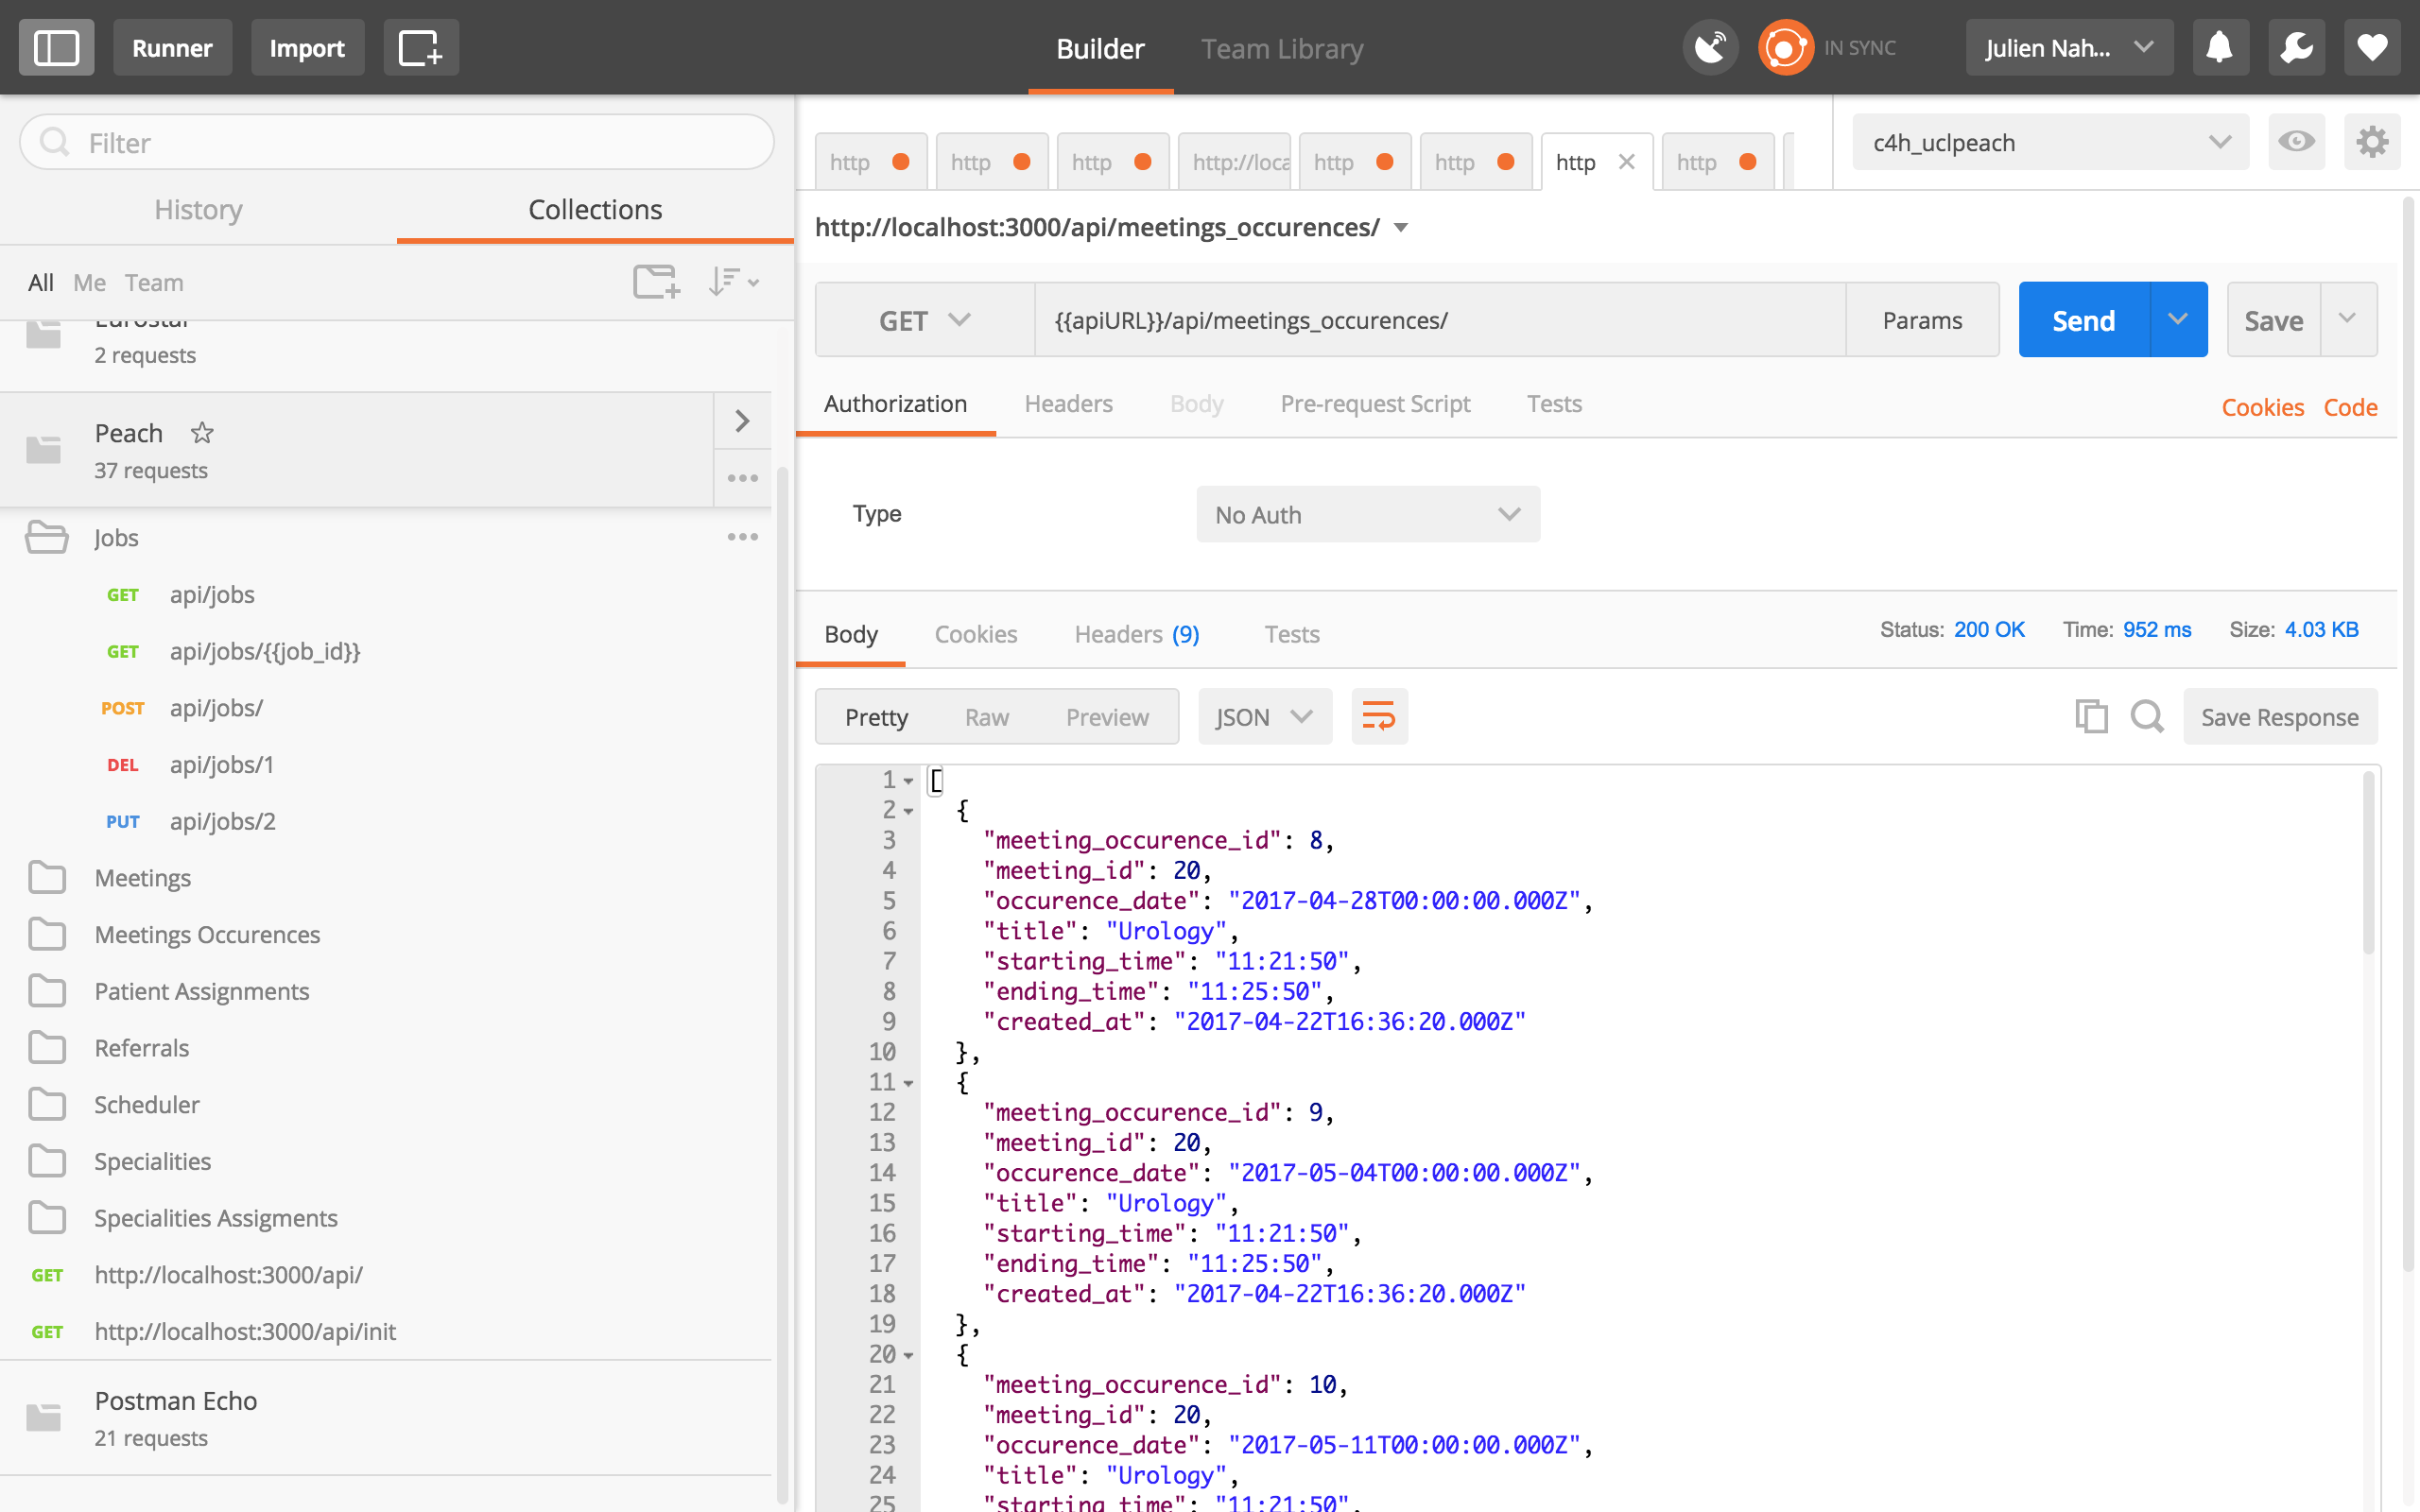 Runner Import Builder Team Library IN SYNC Julien Nah...
Filter
History Collections
All Me Team
Eurostar
2 requests
Peach
37 requests
Jobs
GET api/jobs
GET api/jobs/{{job_id}}
POST api/jobs/
DEL api/jobs/1
PUT api/jobs/2
Meetings
Meetings Occurences
Patient Assignments
Referrals
Scheduler
Specialities
Specialities Assigments
GET http://localhost:3000/api/
GET http://localhost:3000/api/init
Postman Echo
21 requests
http http http http://loca http http http http
c4h_uclpeach
http://localhost:3000/api/meetings_occurences/
GET {{apiURL}}/api/meetings_occurences/ Params Send Save
Authorization Headers Body Pre-request Script Tests Cookies Code
Type No Auth
Body Cookies Headers (9) Tests Status: 200 OK Time: 952 ms Size: 4.03 KB
Pretty Raw Preview JSON Save Response
1 [
2 {
3 "meeting_occurence_id": 8,
4 "meeting_id": 20,
5 "occurence_date": "2017-04-28T00:00:00.000Z",
6 "title": "Urology",
7 "starting_time": "11:21:50",
8 "ending_time": "11:25:50",
9 "created_at": "2017-04-22T16:36:20.000Z"
10 },
11 {
12 "meeting_occurence_id": 9,
13 "meeting_id": 20,
14 "occurence_date": "2017-05-04T00:00:00.000Z",
15 "title": "Urology",
16 "starting_time": "11:21:50",
17 "ending_time": "11:25:50",
18 "created_at": "2017-04-22T16:36:20.000Z"
19 },
20 {
21 "meeting_occurence_id": 10,
22 "meeting_id": 20,
23 "occurence_date": "2017-05-11T00:00:00.000Z",
24 "title": "Urology",
25 "starting_time": "11:21:50",